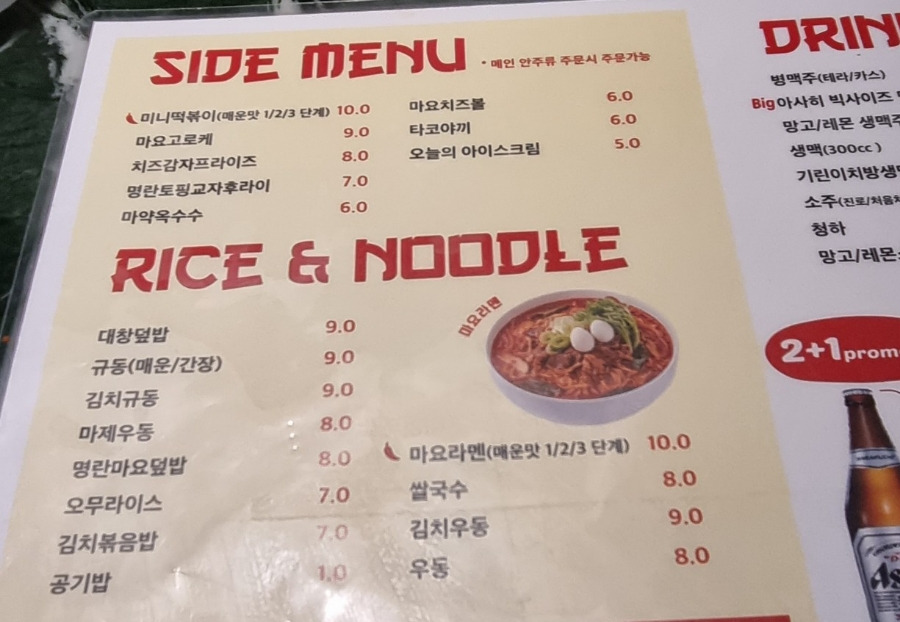 SIDE MENU * 메인 안주류 주문시 주문가능
미니떡볶이(매운맛 1/2/3 단계) 10.0
마요고로케 9.0
치즈감자프라이즈 8.0
명란토핑교자후라이 7.0
마약옥수수 6.0
마요치즈볼 6.0
타코야끼 6.0
오늘의 아이스크림 5.0
RICE & NOODLE
대창덮밥 9.0
규동(매운/간장) 9.0
김치규동 9.0
마제우동 8.0
명란마요덮밥 8.0
오무라이스 7.0
김치볶음밥 7.0
공기밥 1.0
마요라멘
마요라멘(매운맛 1/2/3 단계) 10.0
쌀국수 8.0
김치우동 9.0
우동 8.0
병맥주(테라/카스)
Big아사히 빅사이즈
망고/레몬 생맥주
생맥(300cc)
기린이치방생맥
소주(진로/처음처
청하
망고/레몬
2+1